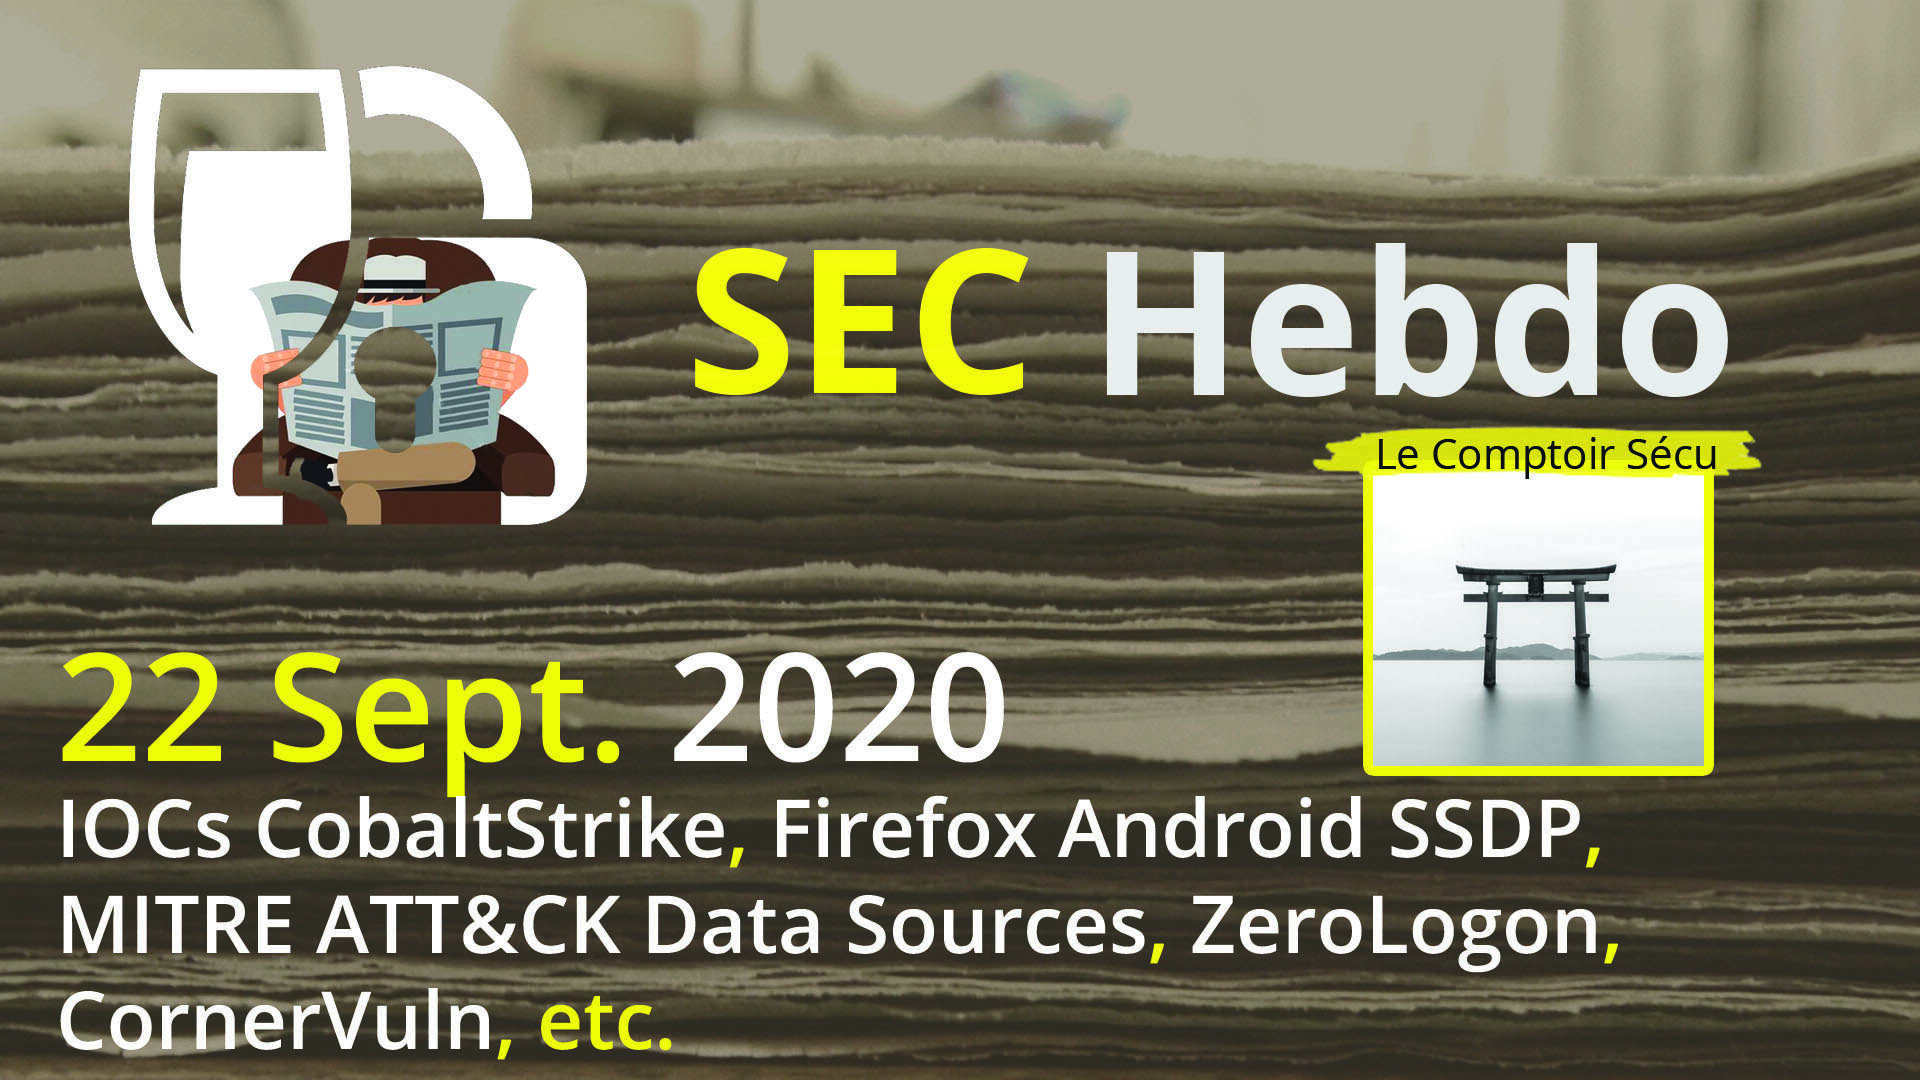 SEC Hebdo
Le Comptoir Sécu
22 Sept. 2020
IOCs CobaltStrike, Firefox Android SSDP,
MITRE ATT&CK Data Sources, ZeroLogon,
CornerVuln, etc.